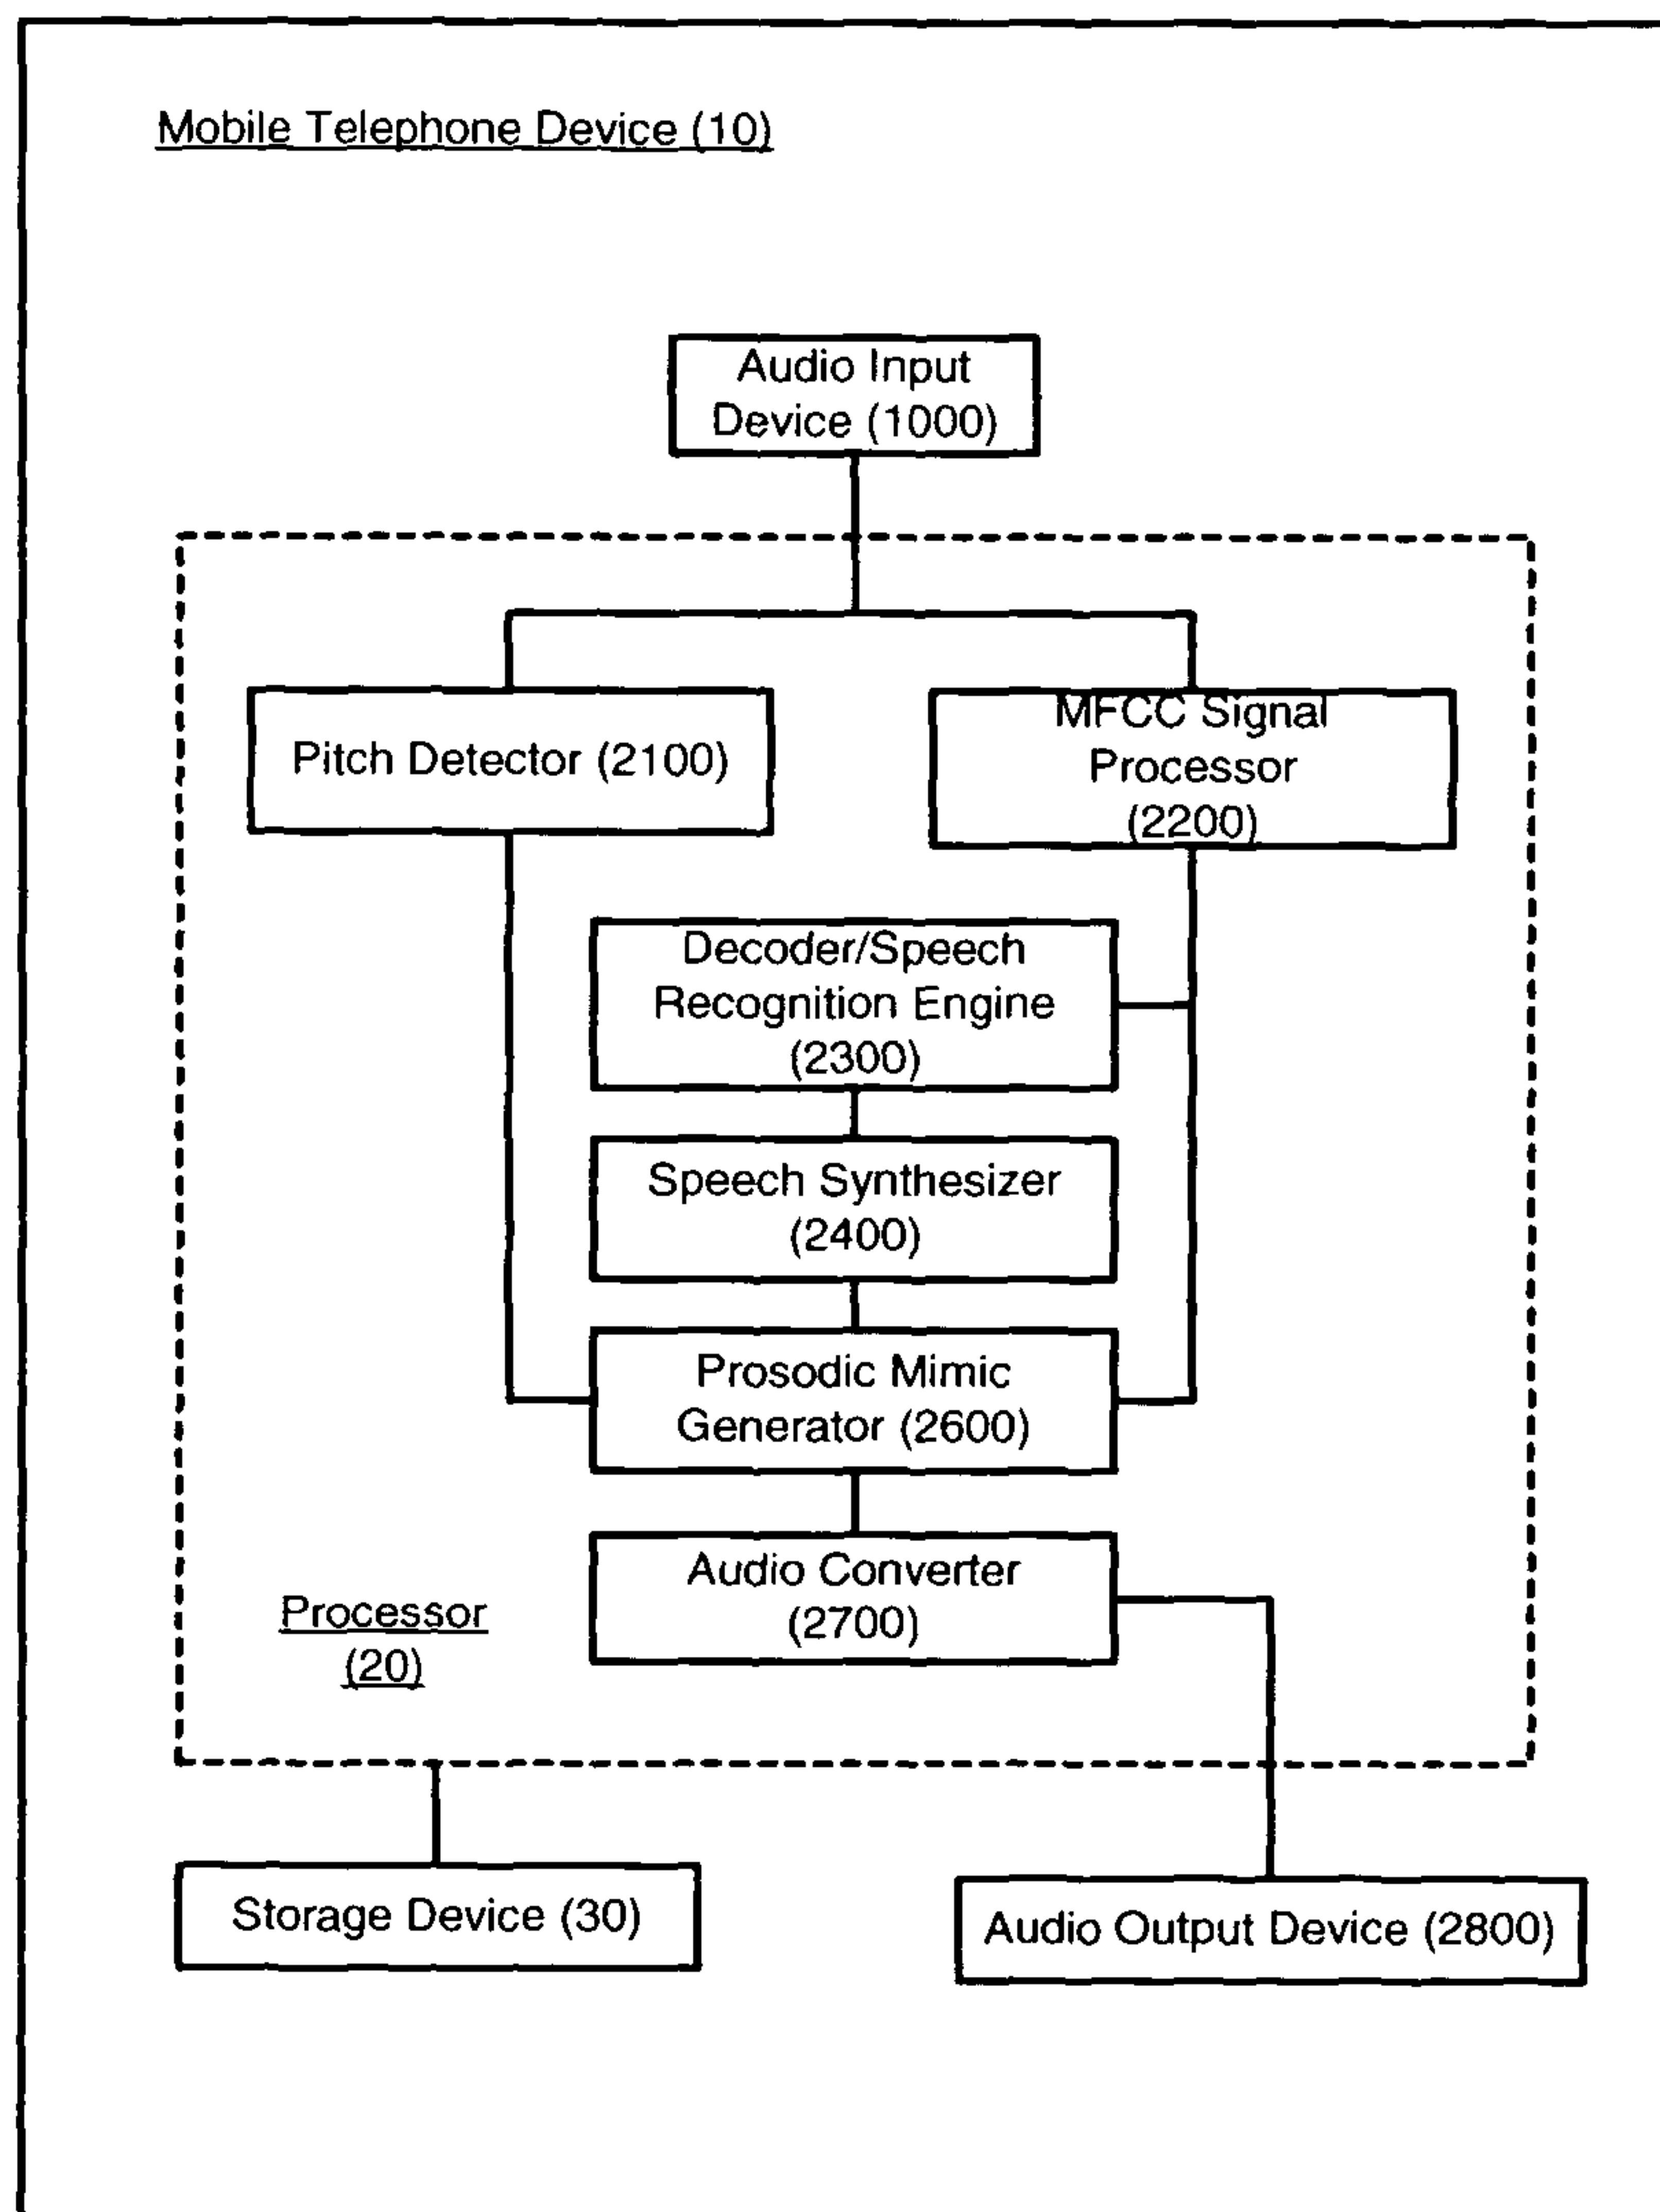 Mobile Telephone Device (10)
Audio Input
Device (1000)
Pitch Detector (2100)
MFCC Signal
Processor
(2200)
Decoder/Speech
Recognition Engine
(2300)
Speech Synthesizer
(2400)
Prosodic Mimic
Generator (2600)
Audio Converter
(2700)
Processor
(20)
Storage Device (30)
Audio Output Device (2800)